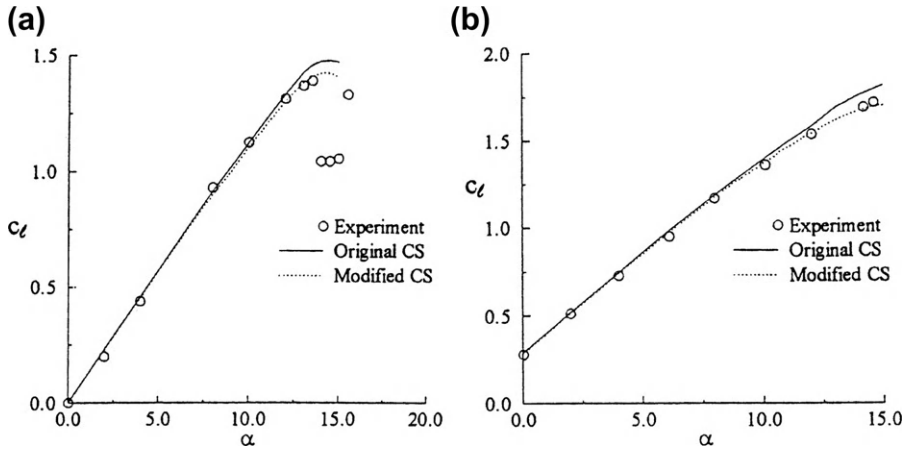 (a)
1.5
1.0
0.5
0.0
cℓ
Experiment
Original CS
Modified CS
0.0 5.0 10.0 15.0 20.0
α
(b)
2.0
1.5
1.0
0.5
0.0
cℓ
Experiment
Original CS
Modified CS
0.0 5.0 10.0 15.0
α